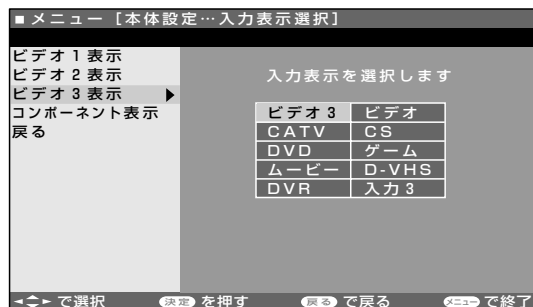 ■メニュー [本体設定…入力表示選択]
ビデオ1表示
ビデオ2表示
ビデオ3表示
コンポーネント表示
戻る
入力表示を選択します
ビデオ3 ビデオ
CATV CS
DVD ゲーム
ムービー D-VHS
DVR 入力3
で選択 決定 を押す 戻る で戻る メニュー で終了